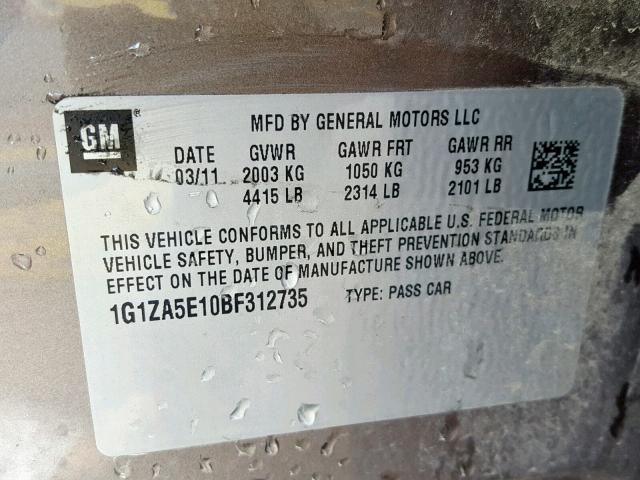 GM
MFD BY GENERAL MOTORS LLC
DATE GVWR GAWR FRT GAWR RR
03/11 2003 KG 1050 KG 953 KG
4415 LB 2314 LB 2101 LB
THIS VEHICLE CONFORMS TO ALL APPLICABLE U.S. FEDERAL MOTOR
VEHICLE SAFETY, BUMPER, AND THEFT PREVENTION STANDARDS IN
EFFECT ON THE DATE OF MANUFACTURE SHOWN ABOVE.
1G1ZA5E10BF312735 TYPE: PASS CAR